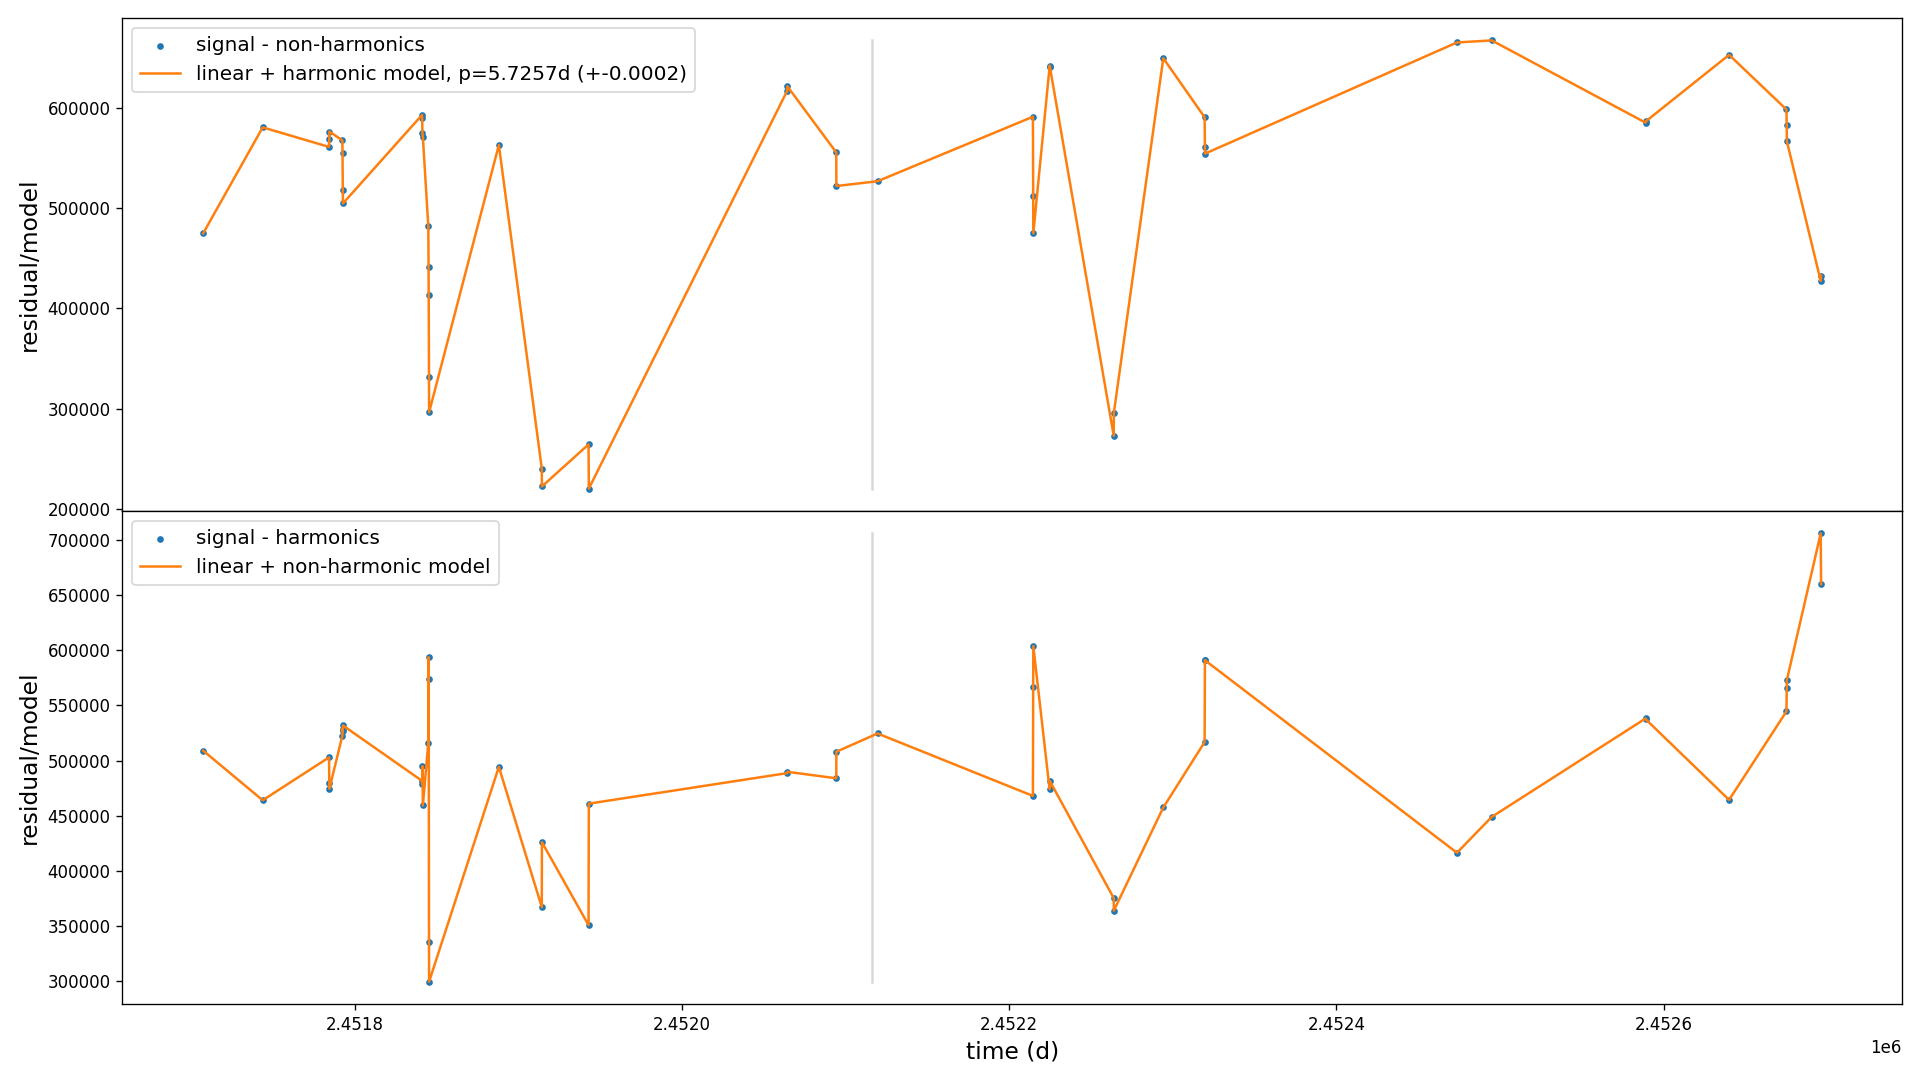 signal - non-harmonics
linear + harmonic model, p=5.7257d (+-0.0002)
600000
500000
400000
300000
200000
residual/model
signal - harmonics
linear + non-harmonic model
700000
650000
600000
550000
500000
450000
400000
350000
300000
residual/model
2.4518 2.4520 2.4522 2.4524 2.4526
time (d)
1e6